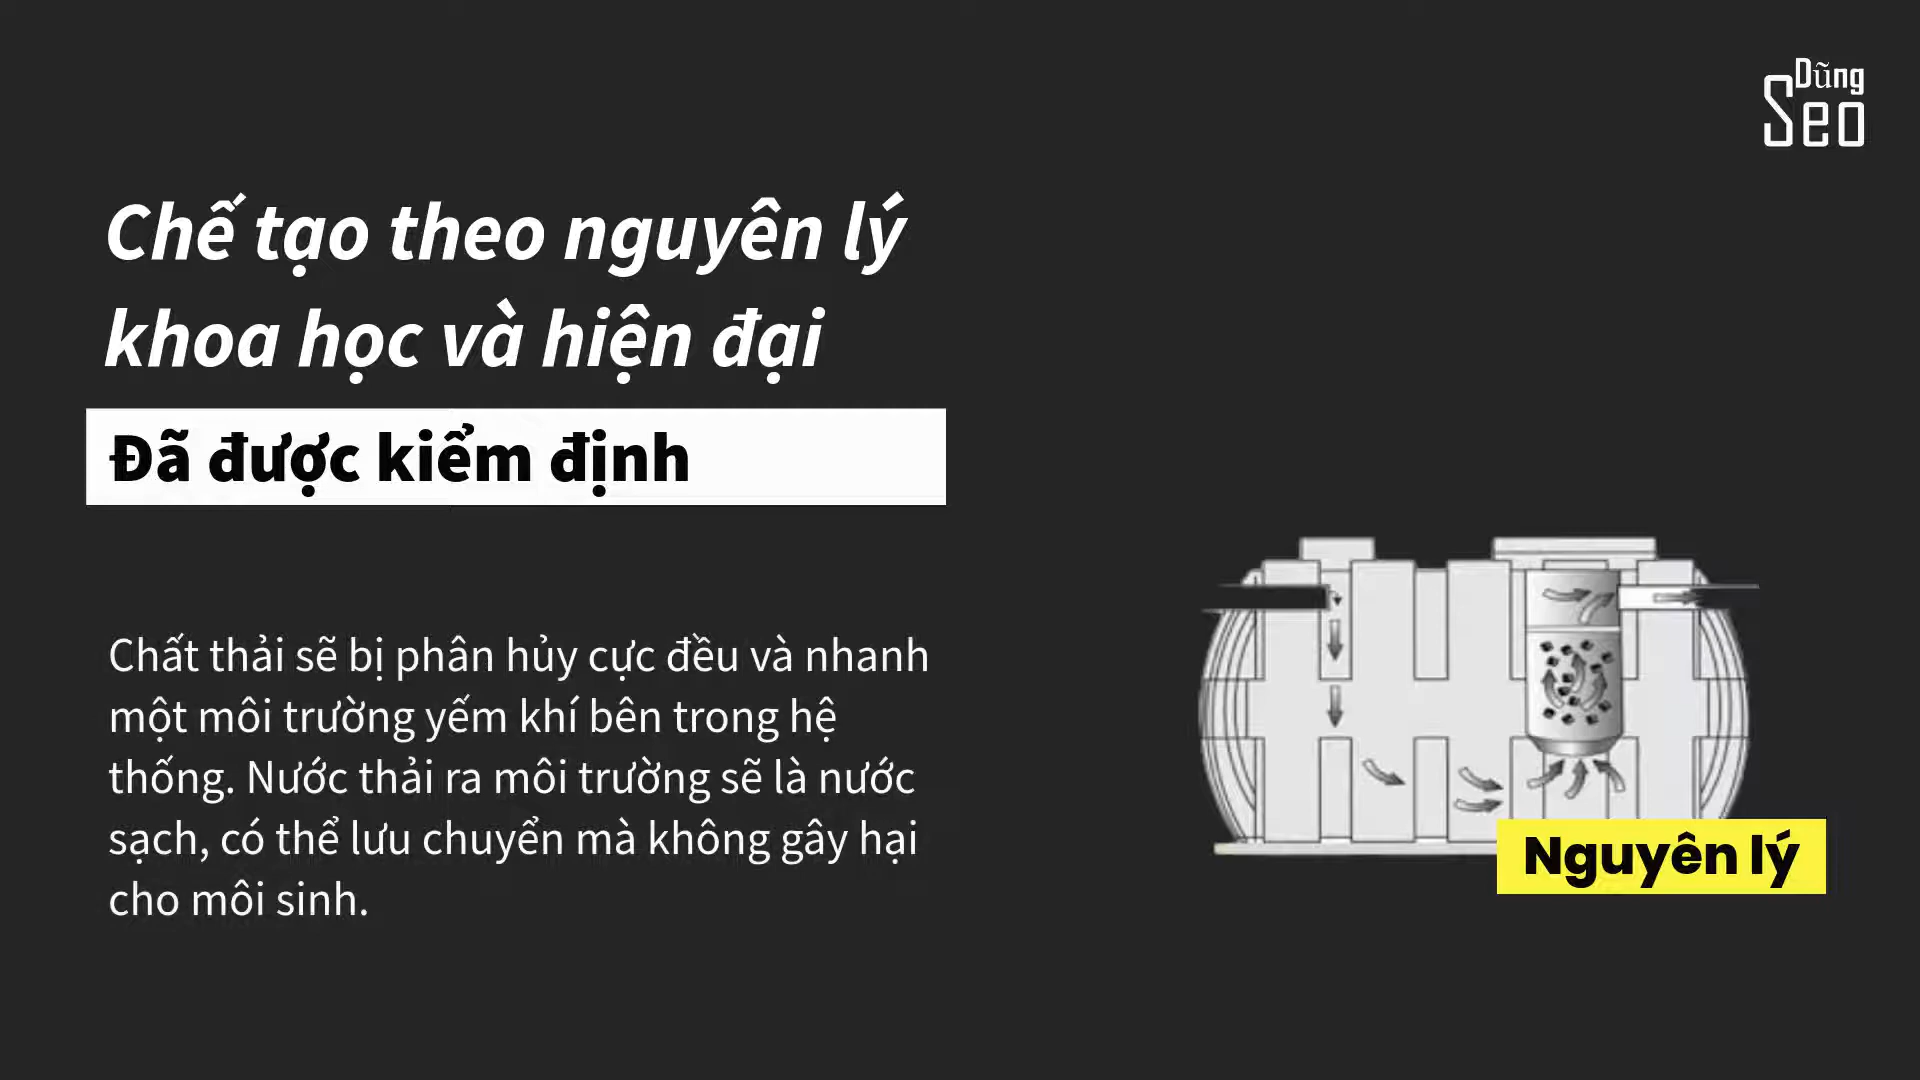 Dũng
Seo
Chế tạo theo nguyên lý
khoa học và hiện đại
Đã được kiểm định
Chất thải sẽ bị phân hủy cực đều và nhanh
một môi trường yếm khí bên trong hệ
thống. Nước thải ra môi trường sẽ là nước
sạch, có thể lưu chuyển mà không gây hại
cho môi sinh.
Nguyên lý